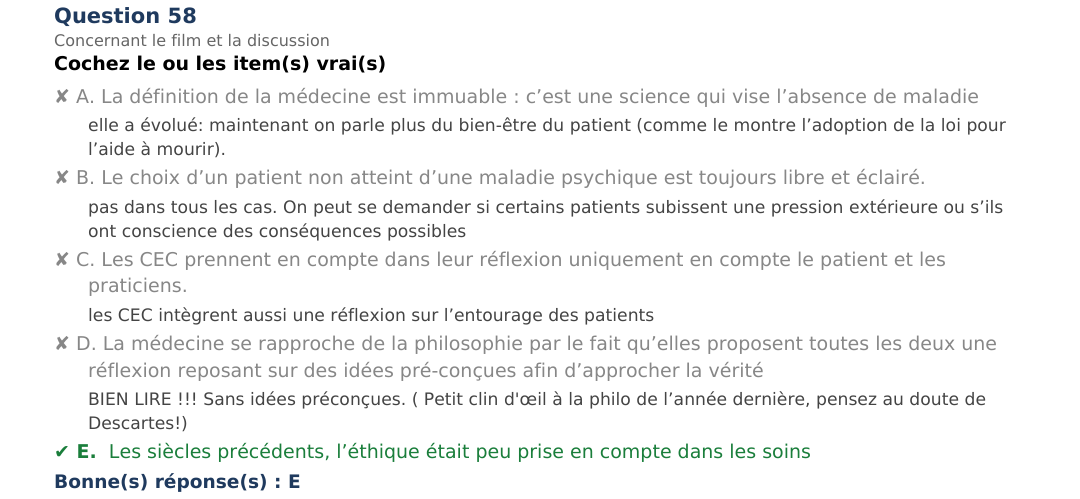 Question 58
Concernant le film et la discussion
Cochez le ou les item(s) vrai(s)
✘ A. La définition de la médecine est immuable : c’est une science qui vise l’absence de maladie
elle a évolué: maintenant on parle plus du bien-être du patient (comme le montre l’adoption de la loi pour
l’aide à mourir).
✘ B. Le choix d’un patient non atteint d’une maladie psychique est toujours libre et éclairé.
pas dans tous les cas. On peut se demander si certains patients subissent une pression extérieure ou s’ils
ont conscience des conséquences possibles
✘ C. Les CEC prennent en compte dans leur réflexion uniquement en compte le patient et les
praticiens.
les CEC intègrent aussi une réflexion sur l’entourage des patients
✘ D. La médecine se rapproche de la philosophie par le fait qu’elles proposent toutes les deux une
réflexion reposant sur des idées pré-conçues afin d’approcher la vérité
BIEN LIRE !!! Sans idées préconçues. ( Petit clin d'œil à la philo de l’année dernière, pensez au doute de
Descartes!)
✔ E. Les siècles précédents, l’éthique était peu prise en compte dans les soins
Bonne(s) réponse(s) : E